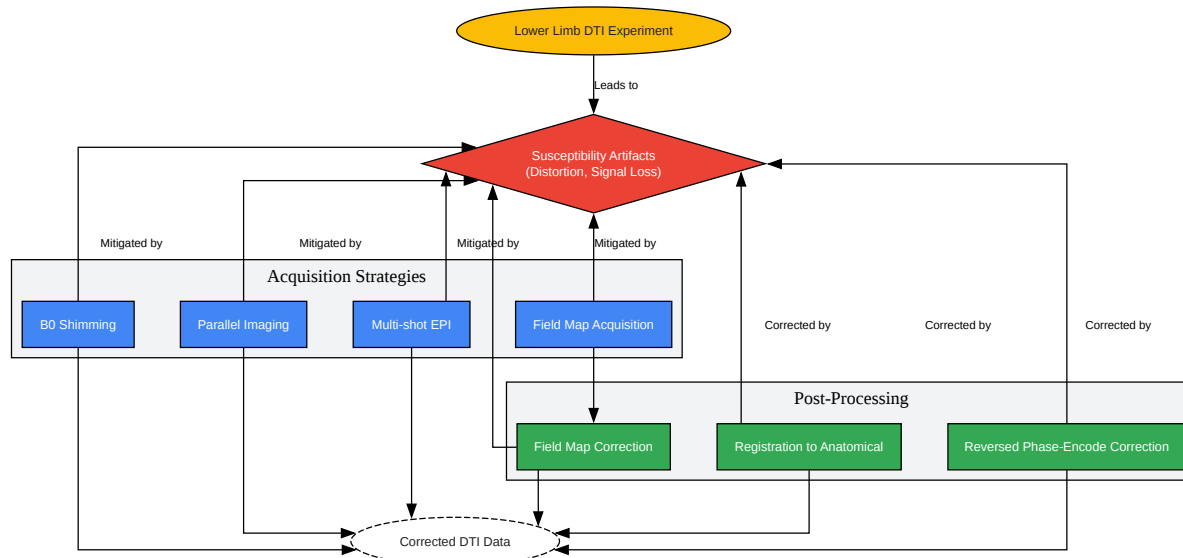 Lower Limb DTI Experiment
Leads to
Susceptibility Artifacts
(Distortion, Signal Loss)
Mitigated by
Mitigated by
Mitigated by
Mitigated by
Acquisition Strategies
B0 Shimming
Parallel Imaging
Multi-shot EPI
Field Map Acquisition
Corrected by
Corrected by
Corrected by
Post-Processing
Field Map Correction
Registration to Anatomical
Reversed Phase-Encode Correction
Corrected DTI Data